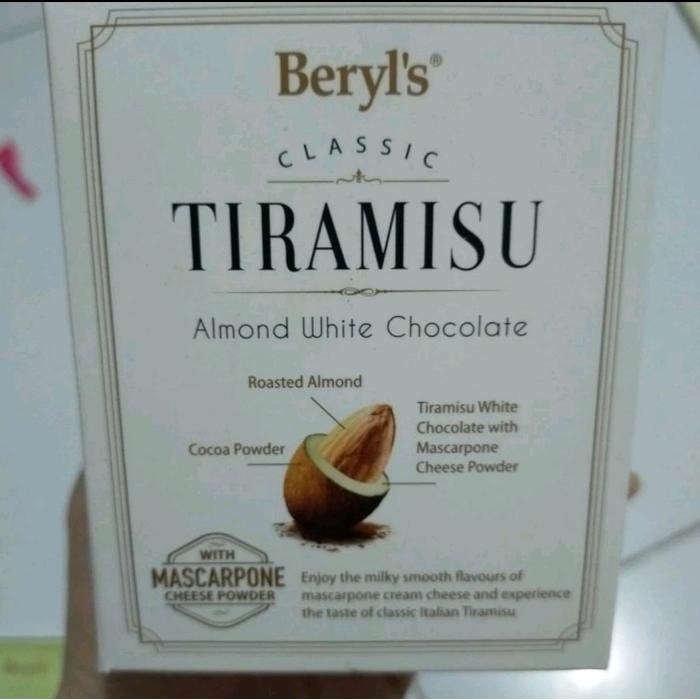 Beryl's®
CLASSIC
TIRAMISU
Almond White Chocolate
Roasted Almond
Tiramisu White
Chocolate with
Mascarpone
Cheese Powder
Cocoa Powder
WITH
MASCARPONE
CHEESE POWDER
Enjoy the milky smooth flavours of
mascarpone cream cheese and experience
the taste of classic Italian Tiramisu